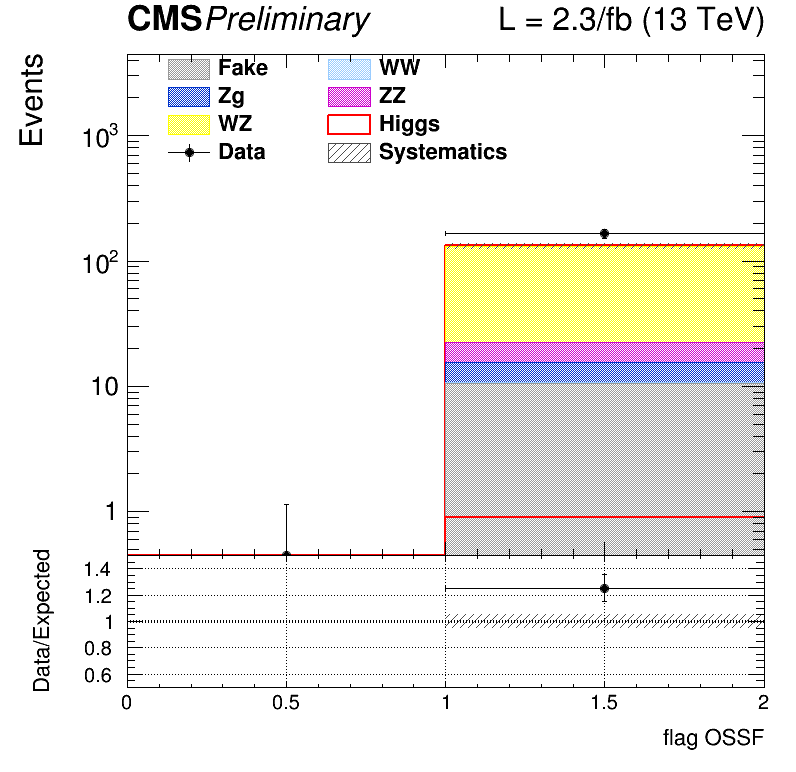 CMS Preliminary L = 2.3/fb (13 TeV)
Events
Fake WW
Zg ZZ
WZ Higgs
Data Systematics
10³
10²
10
1
Data/Expected
1.4
1.2
1
0.8
0.6
0 0.5 1 1.5 2
flag OSSF